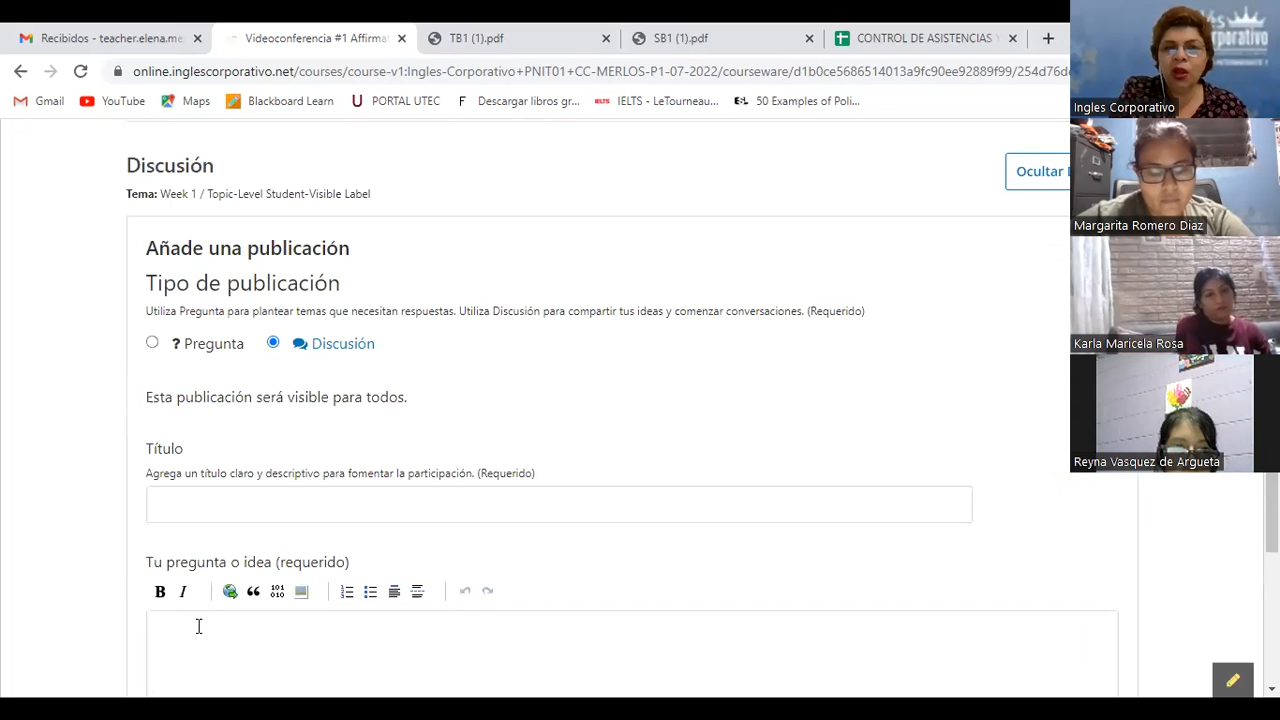 Recibidos - teacher.elena.me
Videoconferencia #1 Affirma
TB1 (1).pdf
SB1 (1).pdf
CONTROL DE ASISTENCIAS
online.inglescorporativo.net/courses/course-v1:Ingles-Corporativo+PNIT01+CC-MERLOS-P1-07-2022/courseware/d1b0ce5686514013a9fc90ee92889f99/254d76d
Gmail
YouTube
Maps
Blackboard Learn
PORTAL UTEC
Descargar libros gr...
IELTS - LeTourneau...
50 Examples of Pol...
Ingles Corporativo
Margarita Romero Diaz
Karla Maricela Rosa
Reyna Vasquez de Argueta
Discusión
Ocultar
Tema: Week 1 / Topic-Level Student-Visible Label
Añade una publicación
Tipo de publicación
Utiliza Pregunta para plantear temas que necesitan respuestas. Utiliza Discusión para compartir tus ideas y comenzar conversaciones. (Requerido)
? Pregunta
Discusión
Esta publicación será visible para todos.
Título
Agrega un título claro y descriptivo para fomentar la participación. (Requerido)
Tu pregunta o idea (requerido)
B I